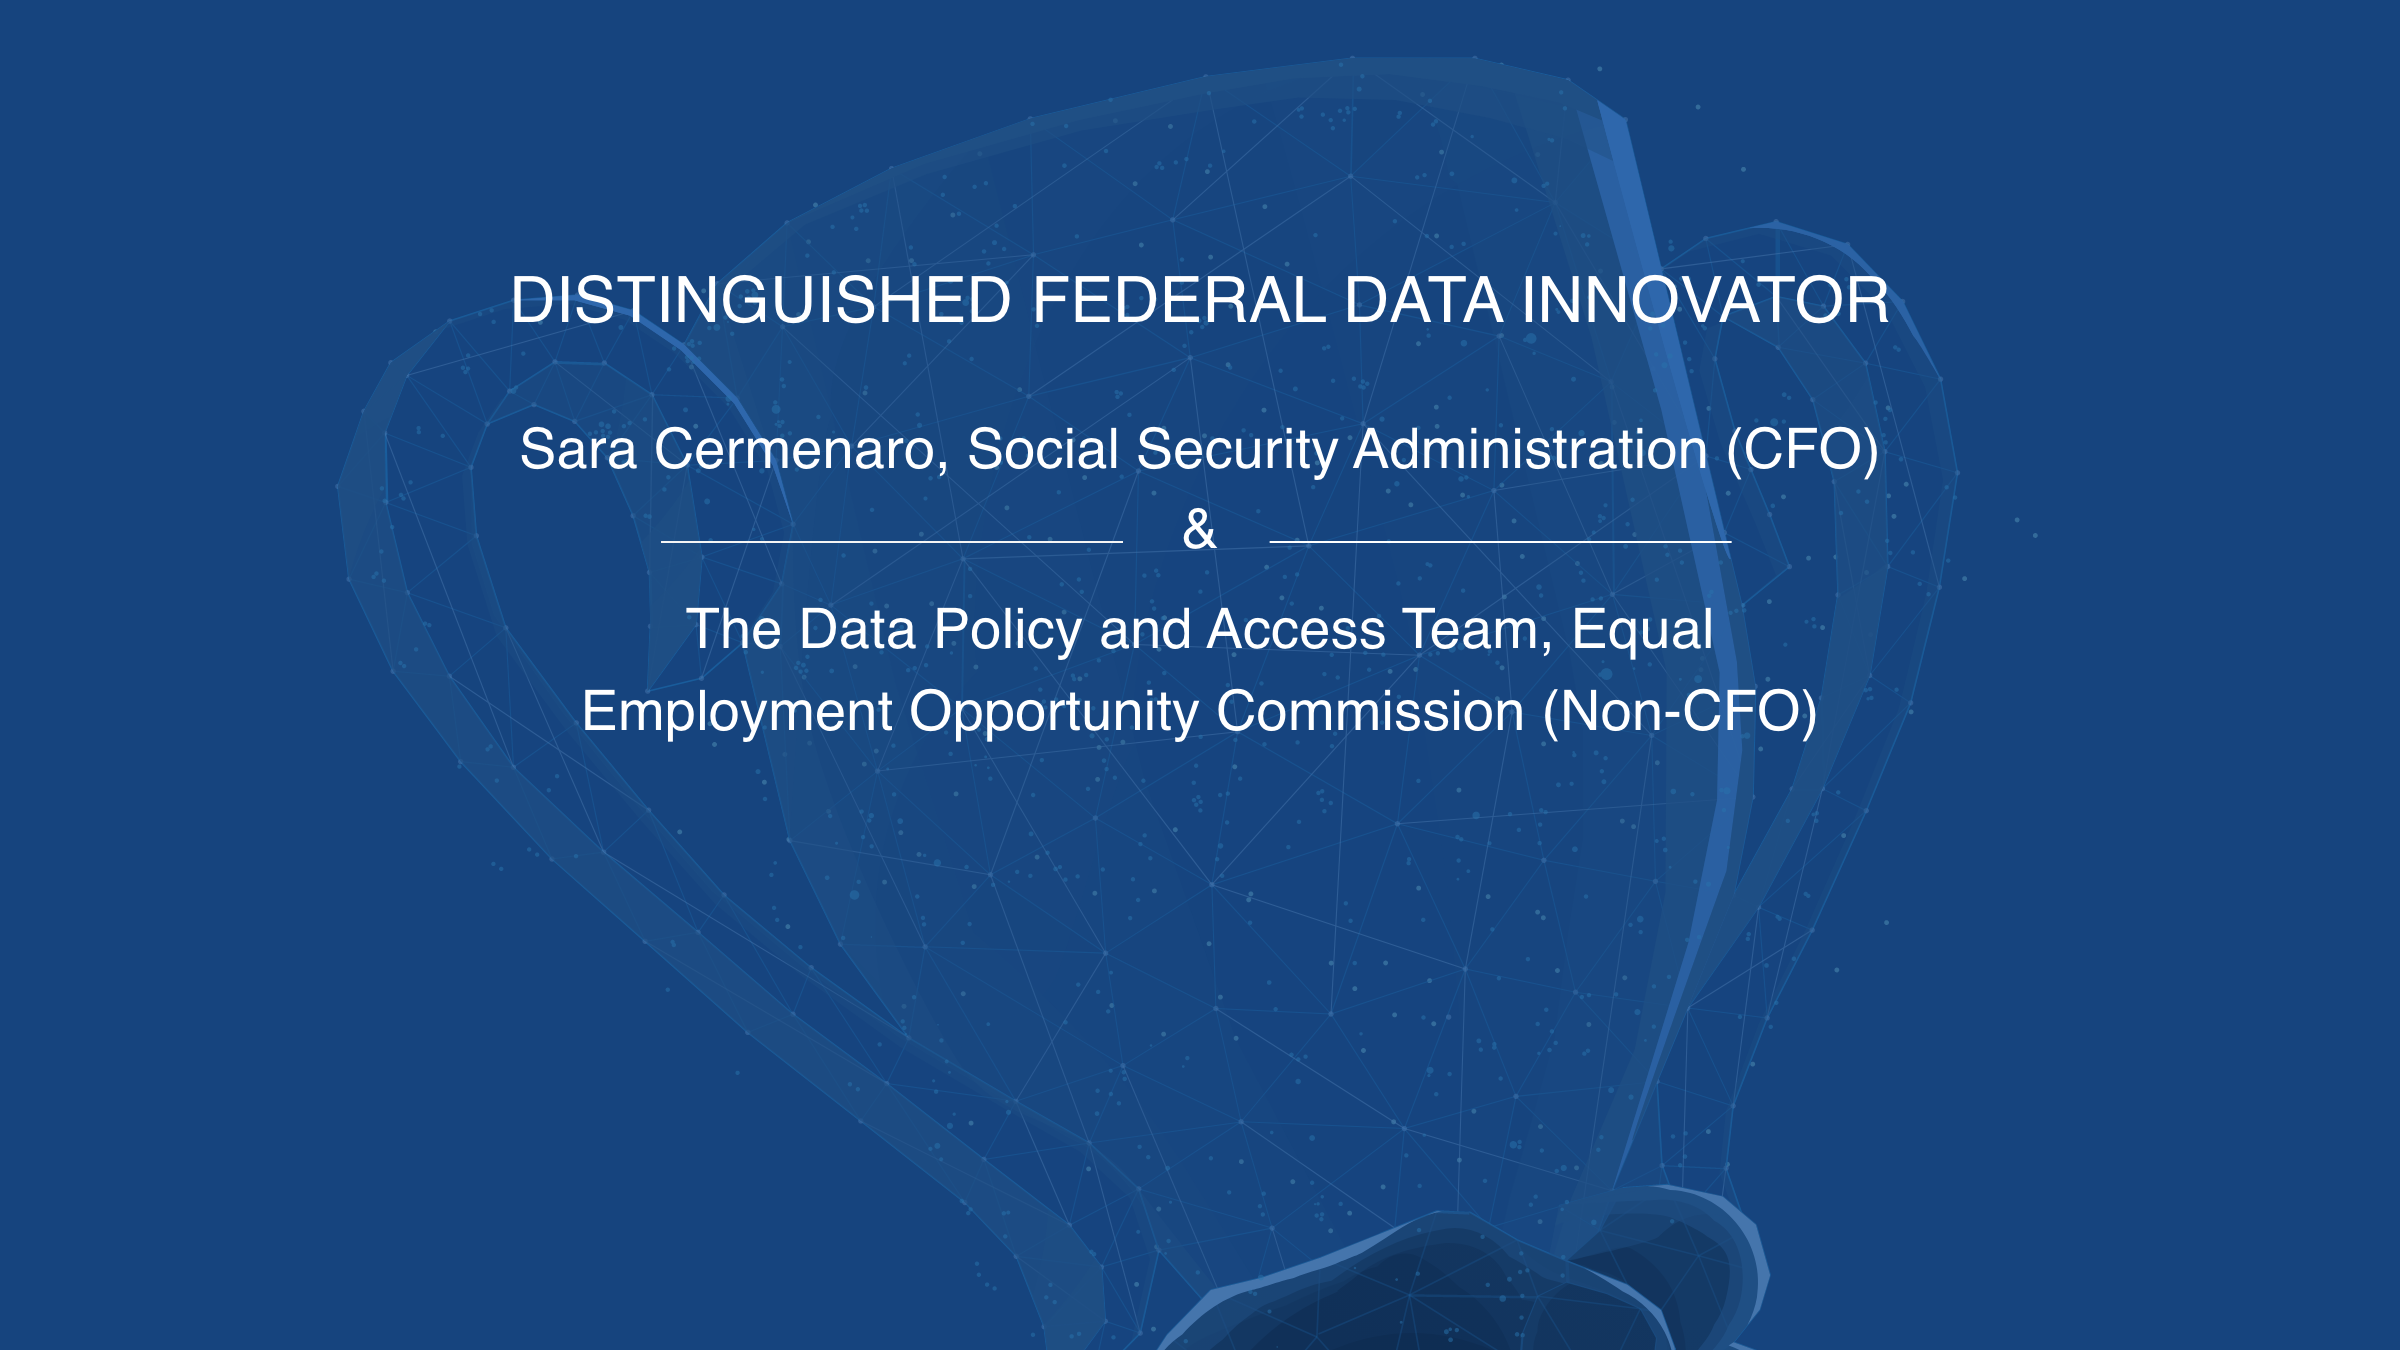 DISTINGUISHED FEDERAL DATA INNOVATOR
Sara Cermenaro, Social Security Administration (CFO)
&
The Data Policy and Access Team, Equal
Employment Opportunity Commission (Non-CFO)